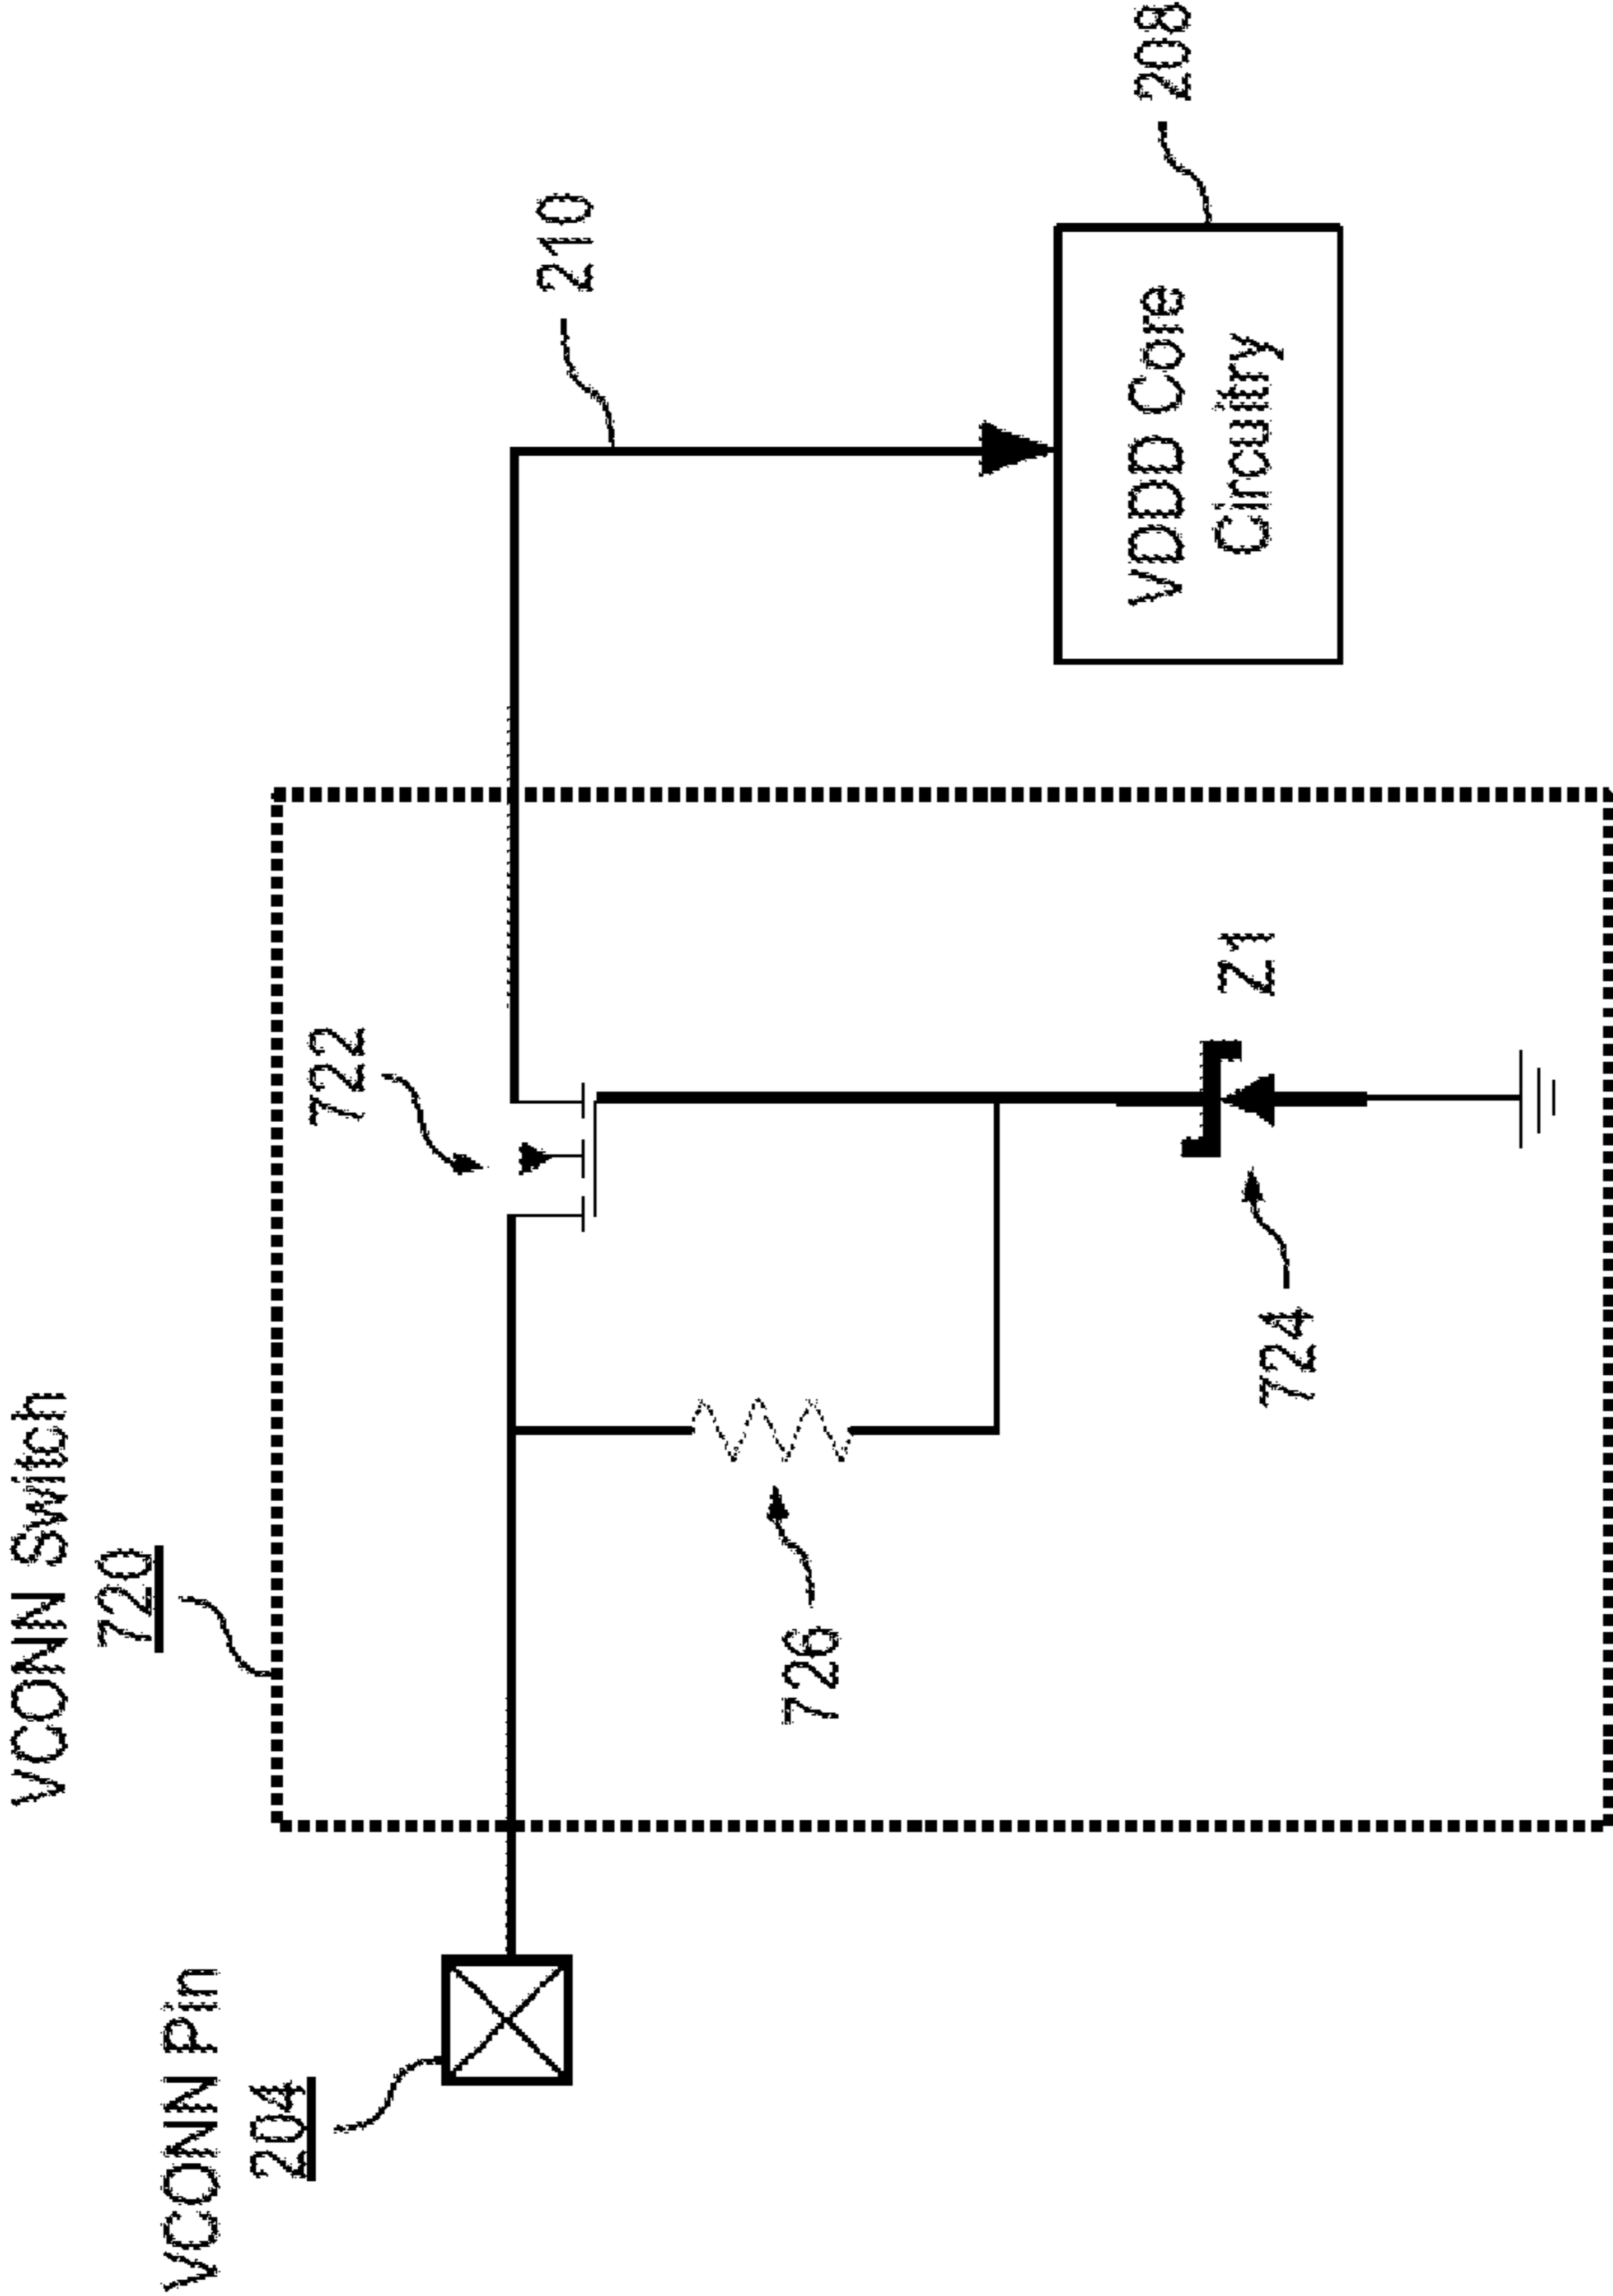 VCONN Switch
720
VCONN Pin
204
722
210
726
724
Z1
VDDD Core
Circuitry
208